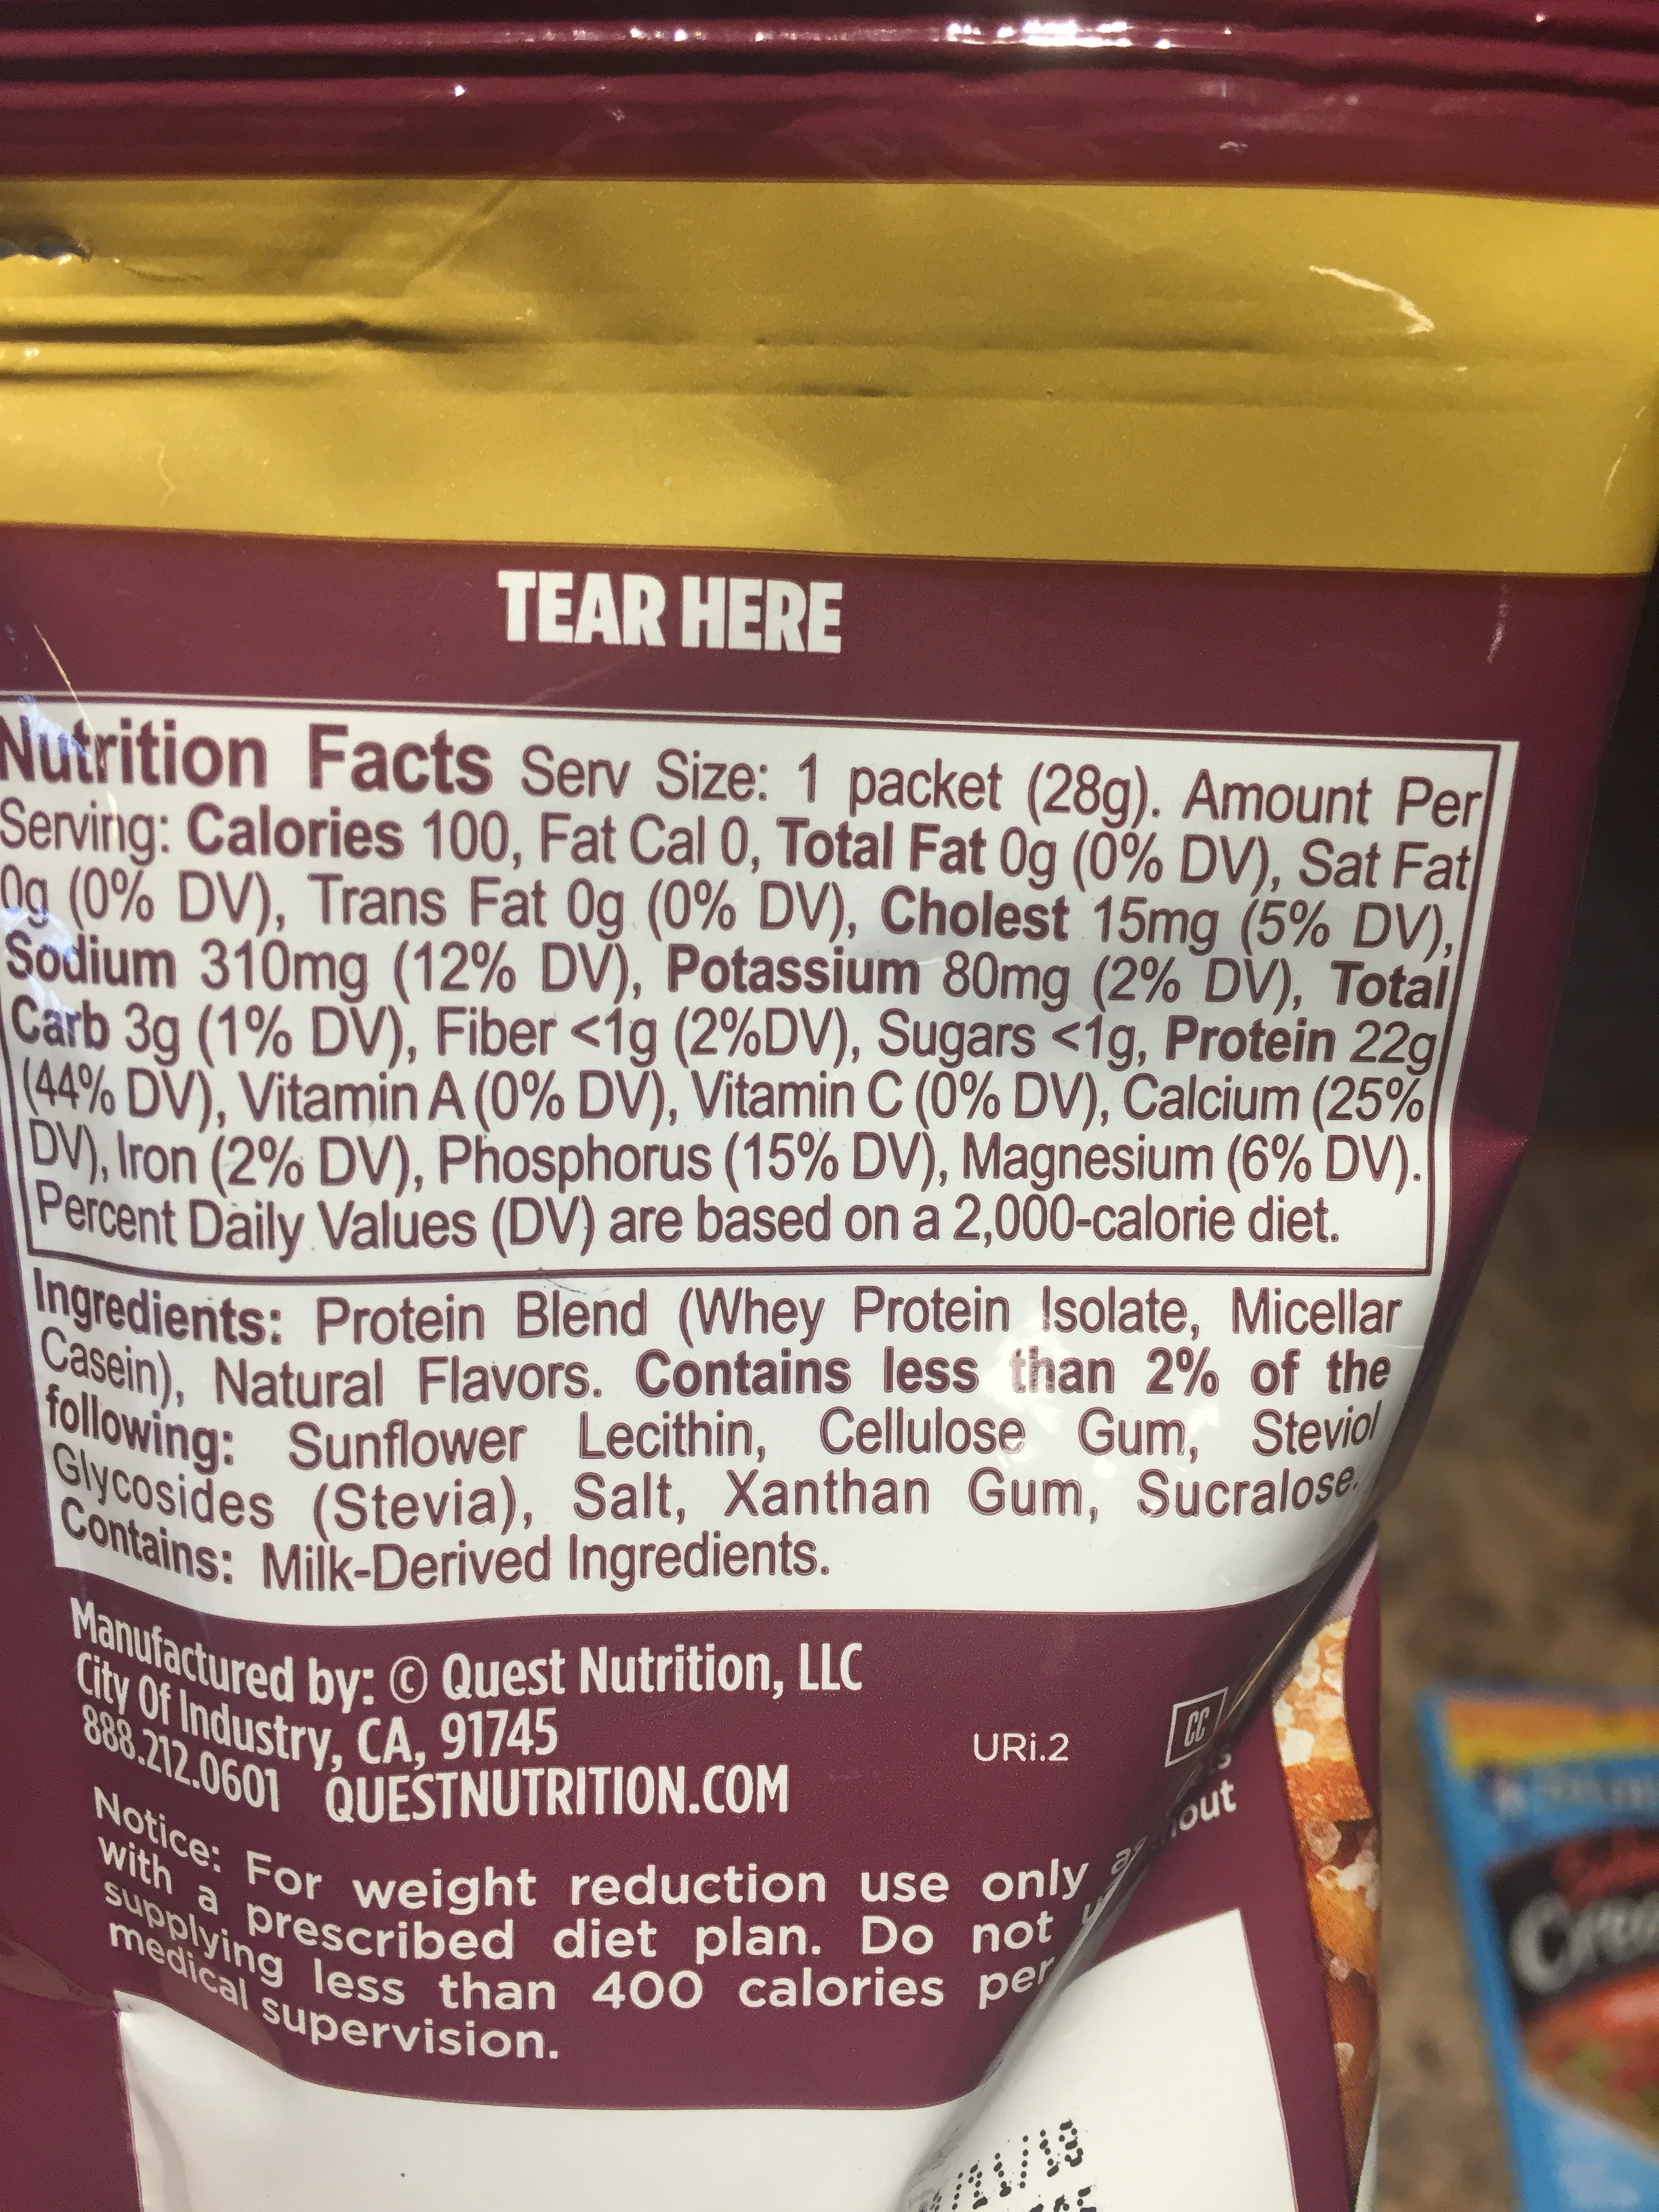 TEAR HERE
Nutrition Facts Serv Size: 1 packet (28g). Amount Per
Serving: Calories 100, Fat Cal 0, Total Fat 0g (0% DV), Sat Fat
0g (0% DV), Trans Fat 0g (0% DV), Cholest 15mg (5% DV),
Sodium 310mg (12% DV), Potassium 80mg (2% DV), Total
Carb 3g (1% DV), Fiber <1g (2%DV), Sugars <1g, Protein 22g
(44% DV), Vitamin A (0% DV), Vitamin C (0% DV), Calcium (25%
DV), Iron (2% DV), Phosphorus (15% DV), Magnesium (6% DV).
Percent Daily Values (DV) are based on a 2,000-calorie diet.
Ingredients: Protein Blend (Whey Protein Isolate, Micellar
Casein), Natural Flavors. Contains less than 2% of the
following: Sunflower Lecithin, Cellulose Gum, Steviol
Glycosides (Stevia), Salt, Xanthan Gum, Sucralose.
Contains: Milk-Derived Ingredients.
Manufactured by: © Quest Nutrition, LLC
City Of Industry, CA, 91745
888.212.0601 QUESTNUTRITION.COM
URi.2
CC
Notice: For weight reduction use only
with a prescribed diet plan. Do not
supplying less than 400 calories per
medical supervision.